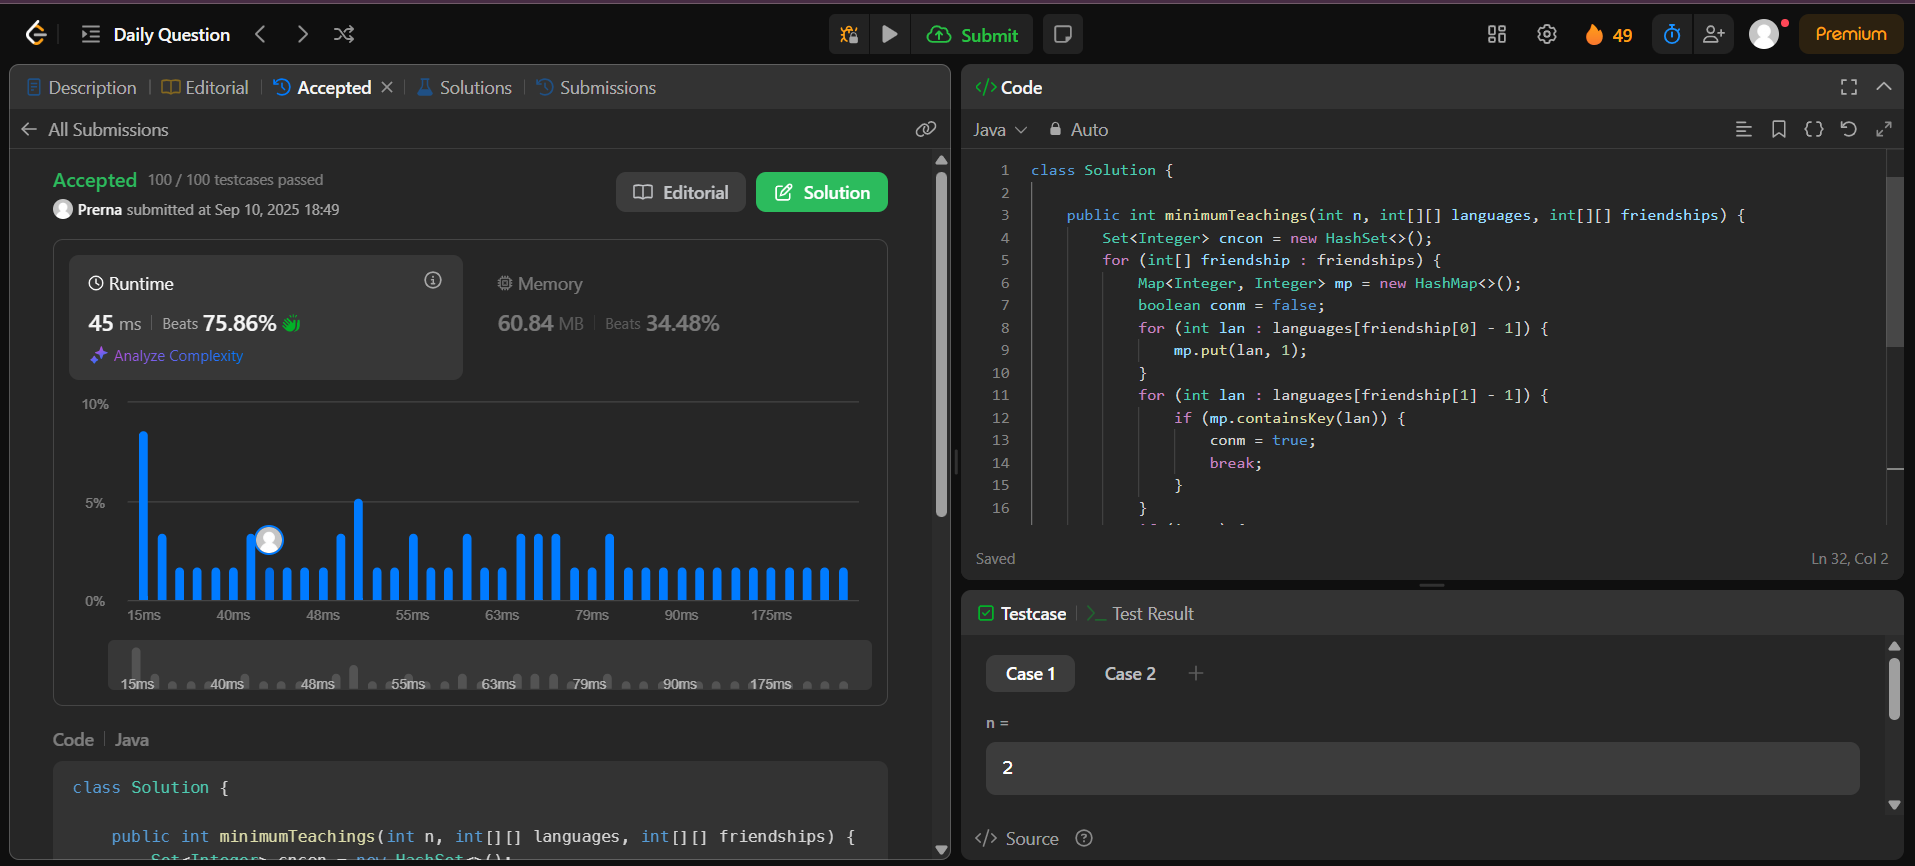 Daily Question
Submit
49
Premium
Description
Editorial
Accepted
Solutions
Submissions
All Submissions
Accepted 100 / 100 testcases passed
Prerna submitted at Sep 10, 2025 18:49
Editorial
Solution
Runtime
45 ms Beats 75.86%
Analyze Complexity
Memory
60.84 MB Beats 34.48%
10%
5%
0%
15ms 40ms 48ms 55ms 63ms 79ms 90ms 175ms
15ms 40ms 48ms 55ms 63ms 79ms 90ms 175ms
Code Java
class Solution {
public int minimumTeachings(int n, int[][] languages, int[][] friendships) {
Set<Integer> cncon = new HashSet<>();
</> Code
Java Auto
1 class Solution {
2
3 public int minimumTeachings(int n, int[][] languages, int[][] friendships) {
4 Set<Integer> cncon = new HashSet<>();
5 for (int[] friendship : friendships) {
6 Map<Integer, Integer> mp = new HashMap<>();
7 boolean conm = false;
8 for (int lan : languages[friendship[0] - 1]) {
9 mp.put(lan, 1);
10 }
11 for (int lan : languages[friendship[1] - 1]) {
12 if (mp.containsKey(lan)) {
13 conm = true;
14 break;
15 }
16 }
Saved
Ln 32, Col 2
Testcase
Test Result
Case 1
Case 2
n =
2
</> Source